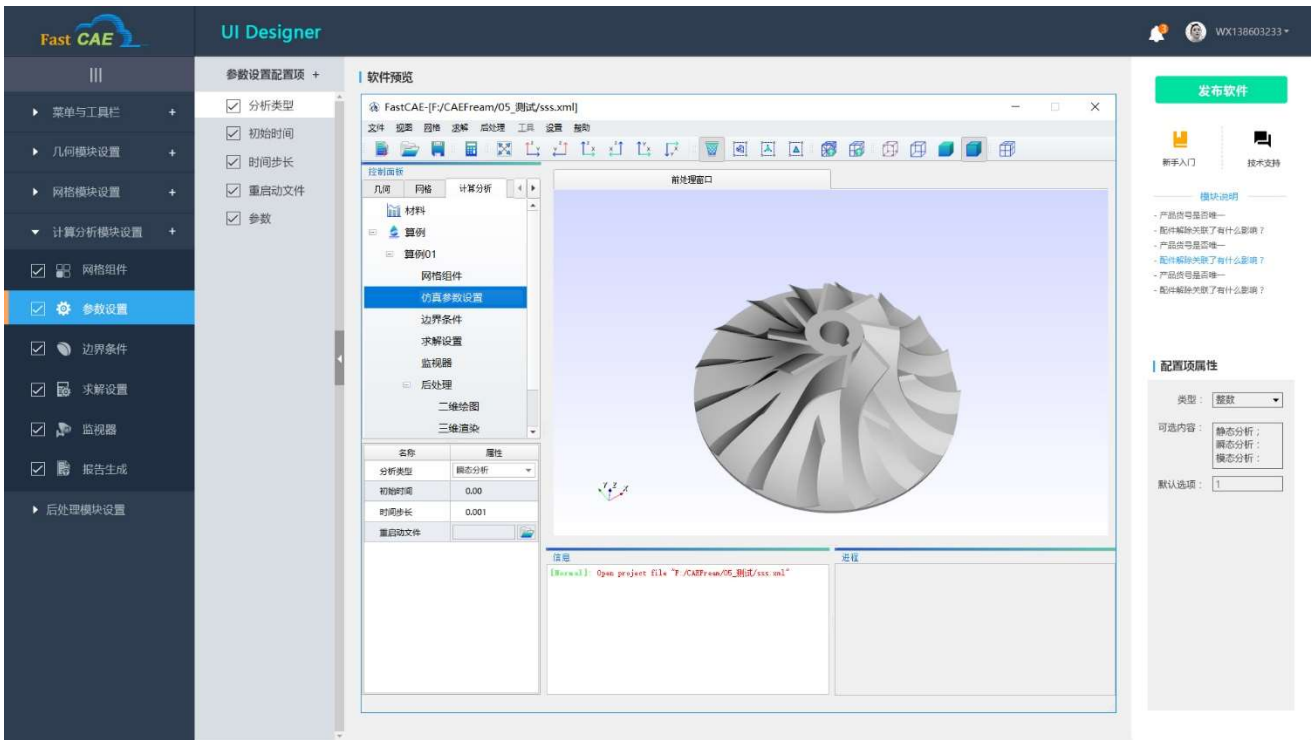 Fast CAE
UI Designer
WX138603233
菜单与工具栏 +
几何模块设置 +
网格模块设置 +
计算分析模块设置 +
网格组件
参数设置
边界条件
求解设置
监视器
报告生成
后处理模块设置
参数设置配置项 +
分析类型
初始时间
时间步长
重启动文件
参数
软件预览
FastCAE-[F:/CAEFream/05_测试/sss.xml]
文件 视图 网格 求解 后处理 工具 设置 帮助
控制面板
几何 网格 计算分析
材料
算例
算例01
网格组件
仿真参数设置
边界条件
求解设置
监视器
后处理
二维绘图
三维渲染
名称 属性
分析类型 瞬态分析
初始时间 0.00
时间步长 0.001
重启动文件
前处理窗口
Y Z X
信息
[Normal]: Open project file "F:/CAEFream/05_测试/sss.xml"
进程
发布软件
新手入门 技术支持
模块说明
- 产品货号是否唯一
- 配件解除关联了有什么影响？
- 产品货号是否唯一
- 配件解除关联了有什么影响？
- 产品货号是否唯一
- 配件解除关联了有什么影响？
配置项属性
类型： 整数
可选内容： 静态分析；
瞬态分析；
模态分析；
默认选项： 1